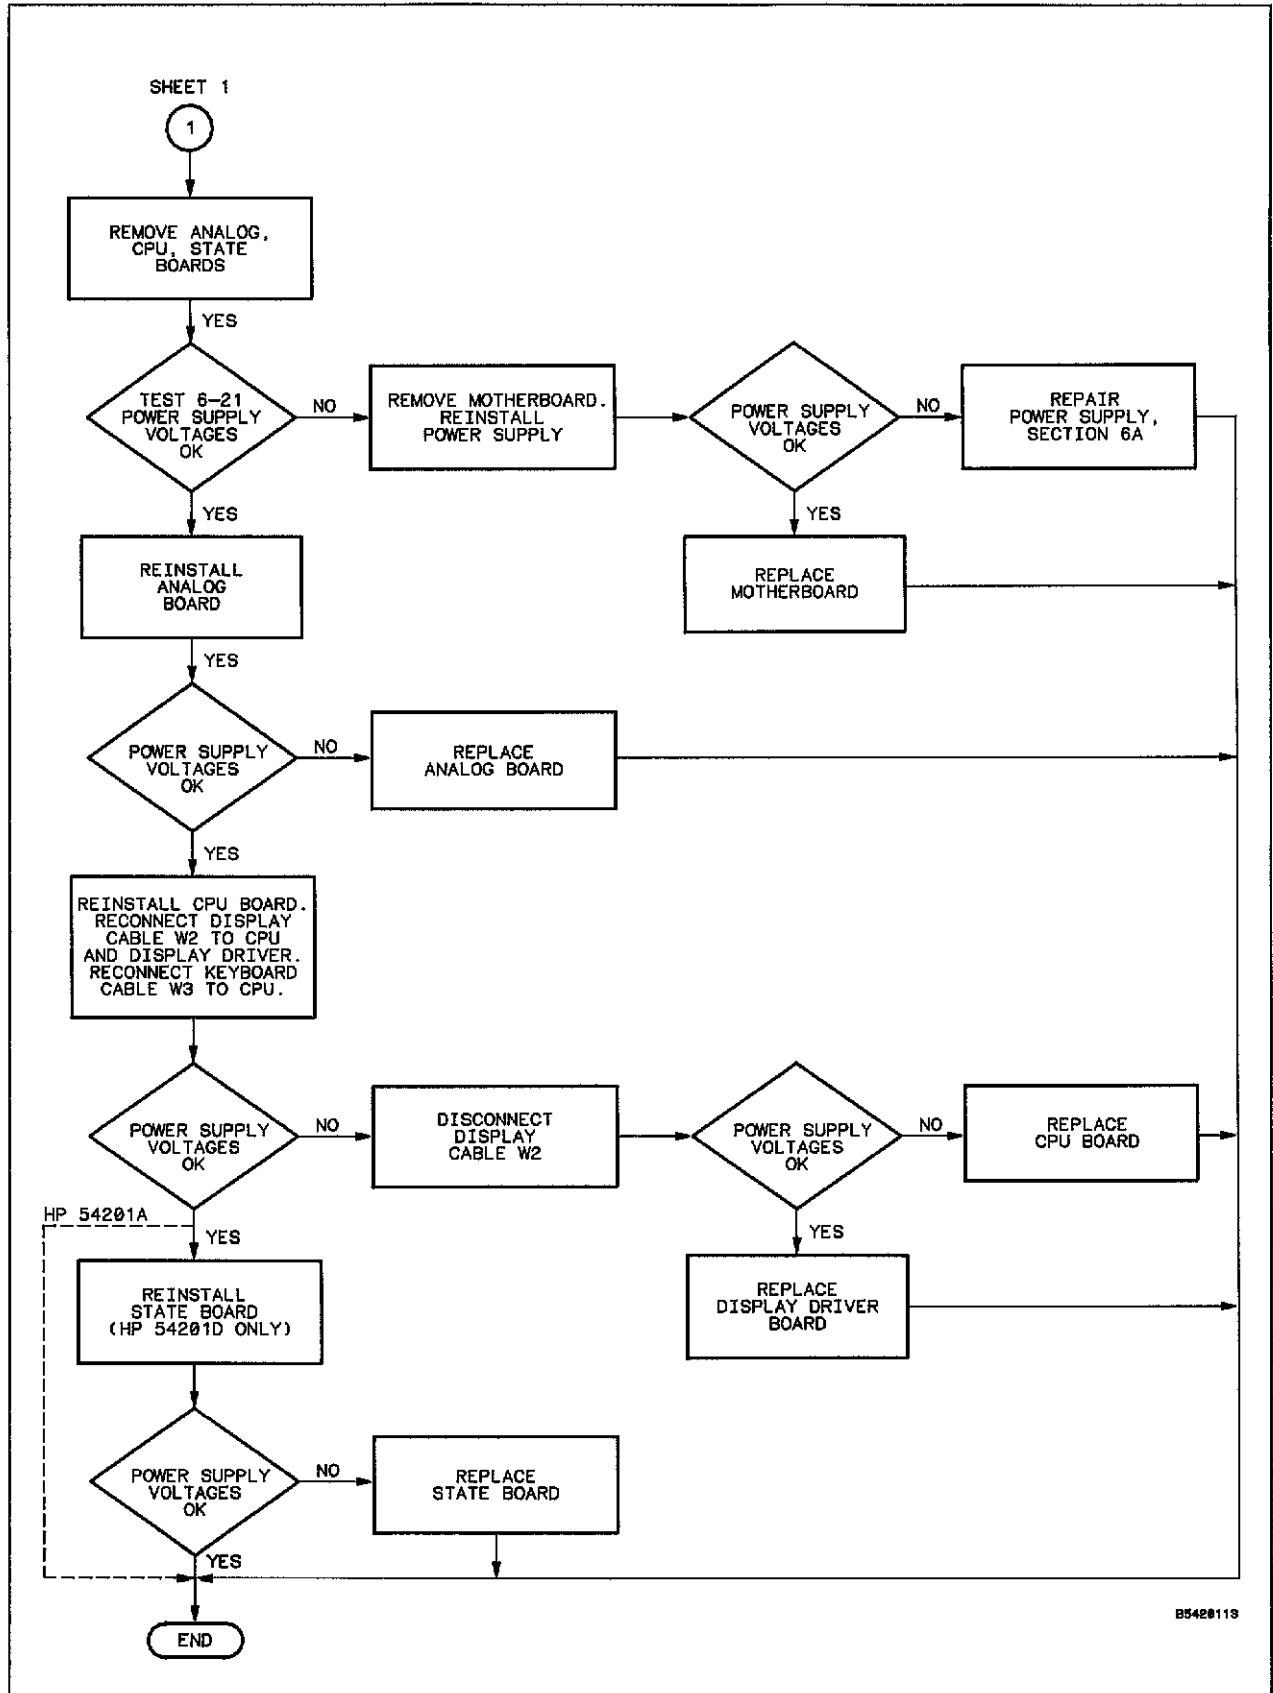 SHEET 1
1
REMOVE ANALOG,
CPU, STATE
BOARDS
YES
TEST 6-21
POWER SUPPLY
VOLTAGES
OK
NO
REMOVE MOTHERBOARD.
REINSTALL
POWER SUPPLY
POWER SUPPLY
VOLTAGES
OK
NO
REPAIR
POWER SUPPLY,
SECTION 6A
YES
YES
REINSTALL
ANALOG
BOARD
REPLACE
MOTHERBOARD
YES
POWER SUPPLY
VOLTAGES
OK
NO
REPLACE
ANALOG BOARD
YES
REINSTALL CPU BOARD.
RECONNECT DISPLAY
CABLE W2 TO CPU
AND DISPLAY DRIVER.
RECONNECT KEYBOARD
CABLE W3 TO CPU.
POWER SUPPLY
VOLTAGES
OK
NO
DISCONNECT
DISPLAY
CABLE W2
POWER SUPPLY
VOLTAGES
OK
NO
REPLACE
CPU BOARD
HP 54201A
YES
YES
REINSTALL
STATE BOARD
(HP 54201D ONLY)
REPLACE
DISPLAY DRIVER
BOARD
POWER SUPPLY
VOLTAGES
OK
NO
REPLACE
STATE BOARD
YES
END